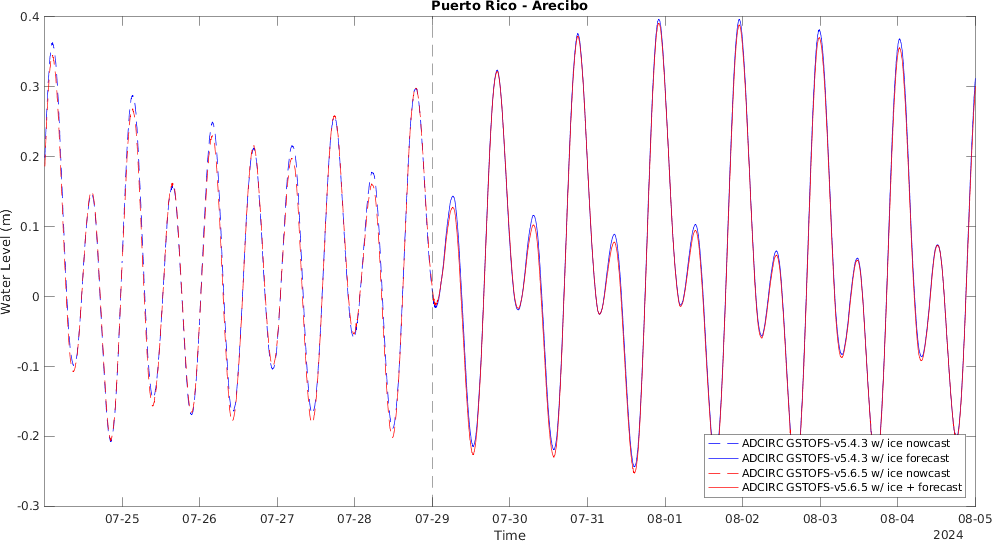 Puerto Rico - Arecibo
0.4
0.3
0.2
0.1
0
-0.1
-0.2
-0.3
Water Level (m)
ADCIRC GSTOFS-v5.4.3 w/ ice nowcast
ADCIRC GSTOFS-v5.4.3 w/ ice forecast
ADCIRC GSTOFS-v5.6.5 w/ ice nowcast
ADCIRC GSTOFS-v5.6.5 w/ ice + forecast
07-25 07-26 07-27 07-28 07-29 07-30 07-31 08-01 08-02 08-03 08-04 08-05
Time
2024